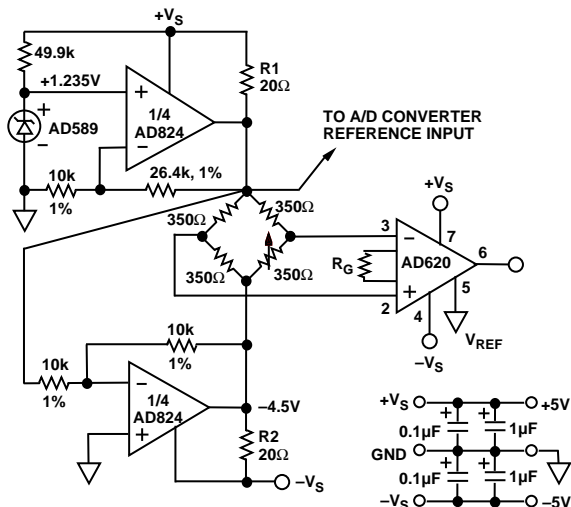 +VS
49.9k
+1.235V
R1
20Ω
+
–
1/4
AD824
+
–
AD589
TO A/D CONVERTER
REFERENCE INPUT
10k
1%
26.4k, 1%
350Ω
350Ω
350Ω
350Ω
+VS
3
–
7
6
RG
AD620
+
5
2
4
VREF
–VS
10k
1%
10k
1%
–
1/4
AD824
+
–4.5V
R2
20Ω
–VS
+VS
+5V
+
+
0.1µF
1µF
GND
+
+
0.1µF
1µF
–VS
–5V